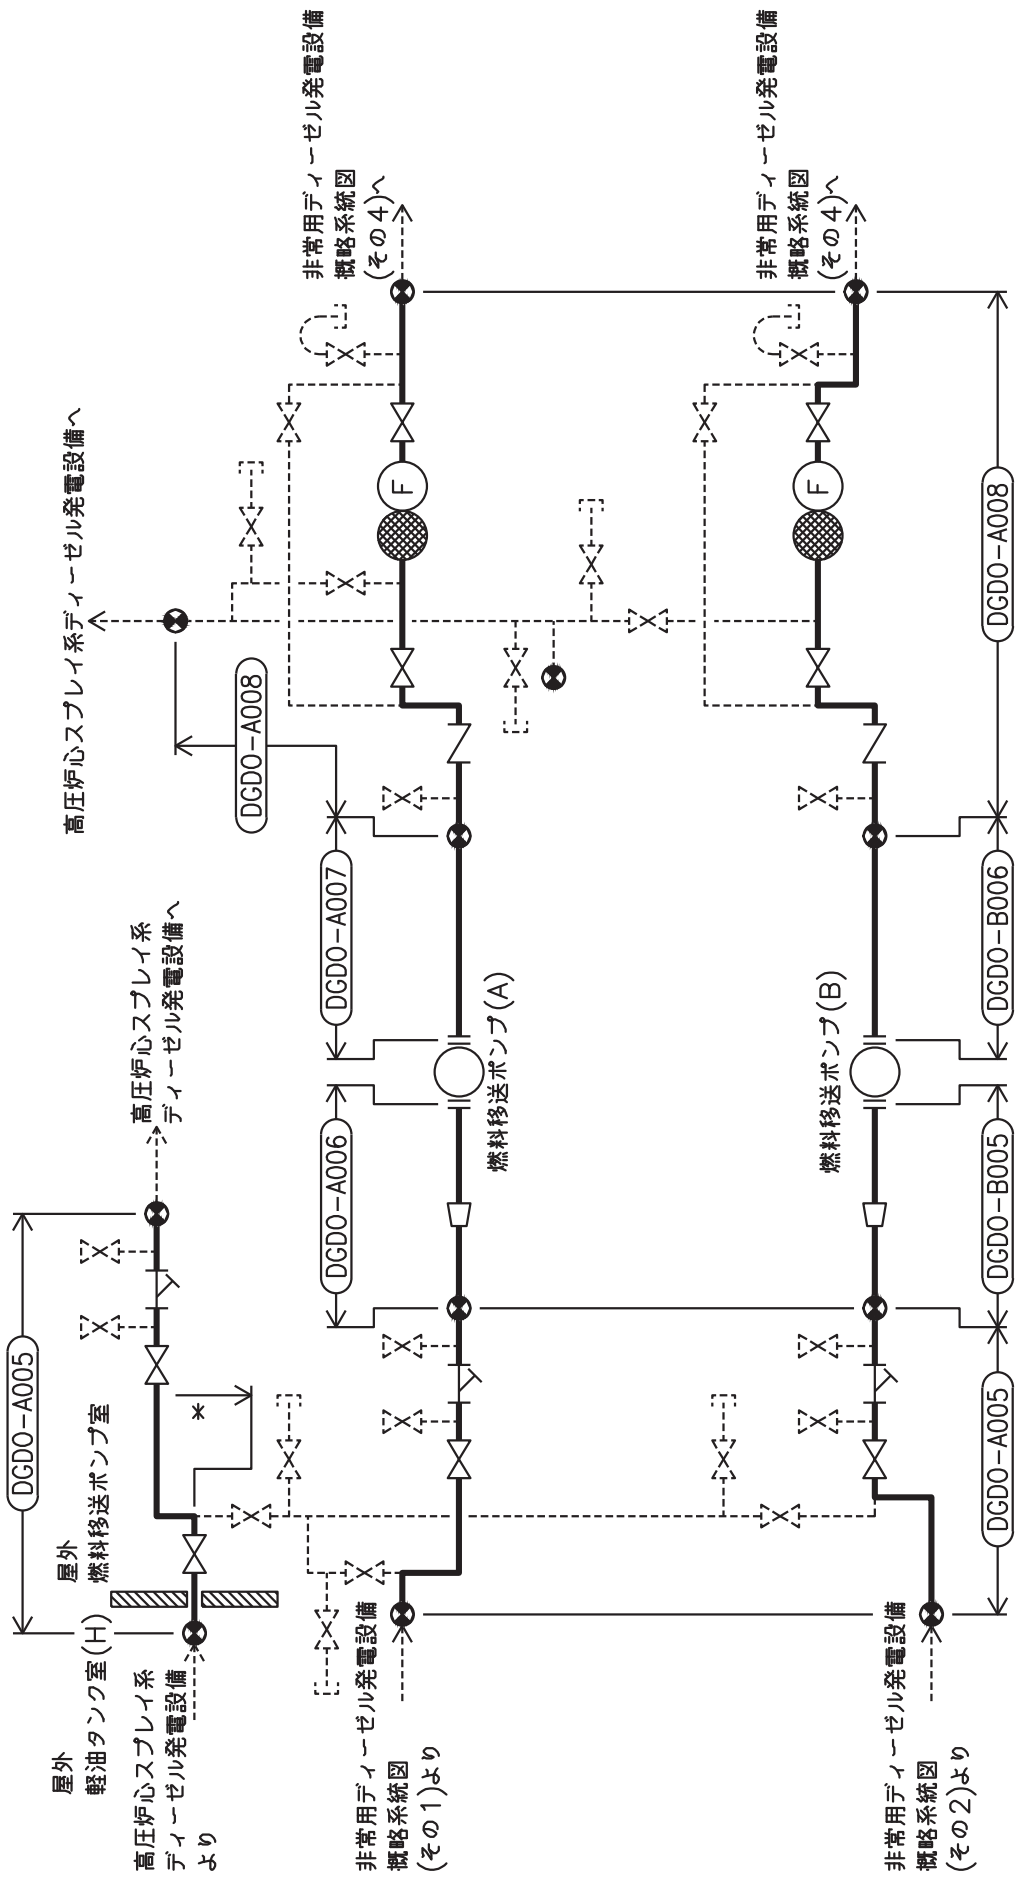 屋外
軽油タンク室(H)
屋外
燃料移送ポンプ室
高圧炉心スプレイ系
ディーゼル発電設備
より
DGDO-A005
*
高圧炉心スプレイ系
ディーゼル発電設備へ
高圧炉心スプレイ系ディーゼル発電設備へ
DGDO-A008
非常用ディーゼル発電設備
概略系統図
(その1)より
DGDO-A006
DGDO-A007
燃料移送ポンプ(A)
F
非常用ディーゼル発電設備
概略系統図
(その4)へ
非常用ディーゼル発電設備
概略系統図
(その2)より
燃料移送ポンプ(B)
F
非常用ディーゼル発電設備
概略系統図
(その4)へ
DGDO-A005
DGDO-B005
DGDO-B006
DGDO-A008